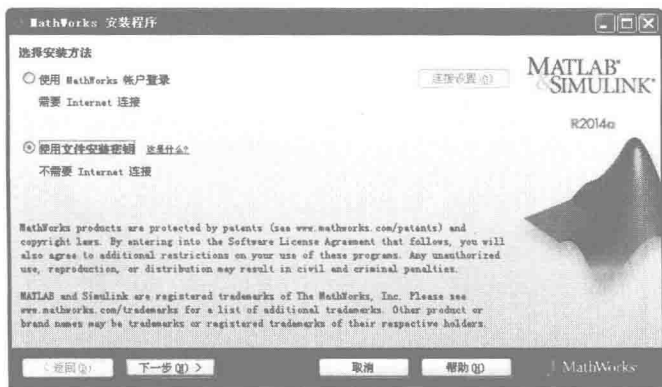 MathWorks 安装程序
选择安装方法
使用 MathWorks 帐户登录
需要 Internet 连接
连接设置(C)
使用文件安装密钥 这是什么?
不需要 Internet 连接
MATLAB®
&SIMULINK®
R2014a
MathWorks products are protected by patents (see www.mathworks.com/patents) and
copyright laws. By entering into the Software License Agreement that follows, you will
also agree to additional restrictions on your use of these programs. Any unauthorized
use, reproduction, or distribution may result in civil and criminal penalties.
MATLAB and Simulink are registered trademarks of The MathWorks, Inc. Please see
www.mathworks.com/trademarks for a list of additional trademarks. Other product or
brand names may be trademarks or registered trademarks of their respective holders.
< 返回(B)
下一步(N) >
取消
帮助(H)
MathWorks